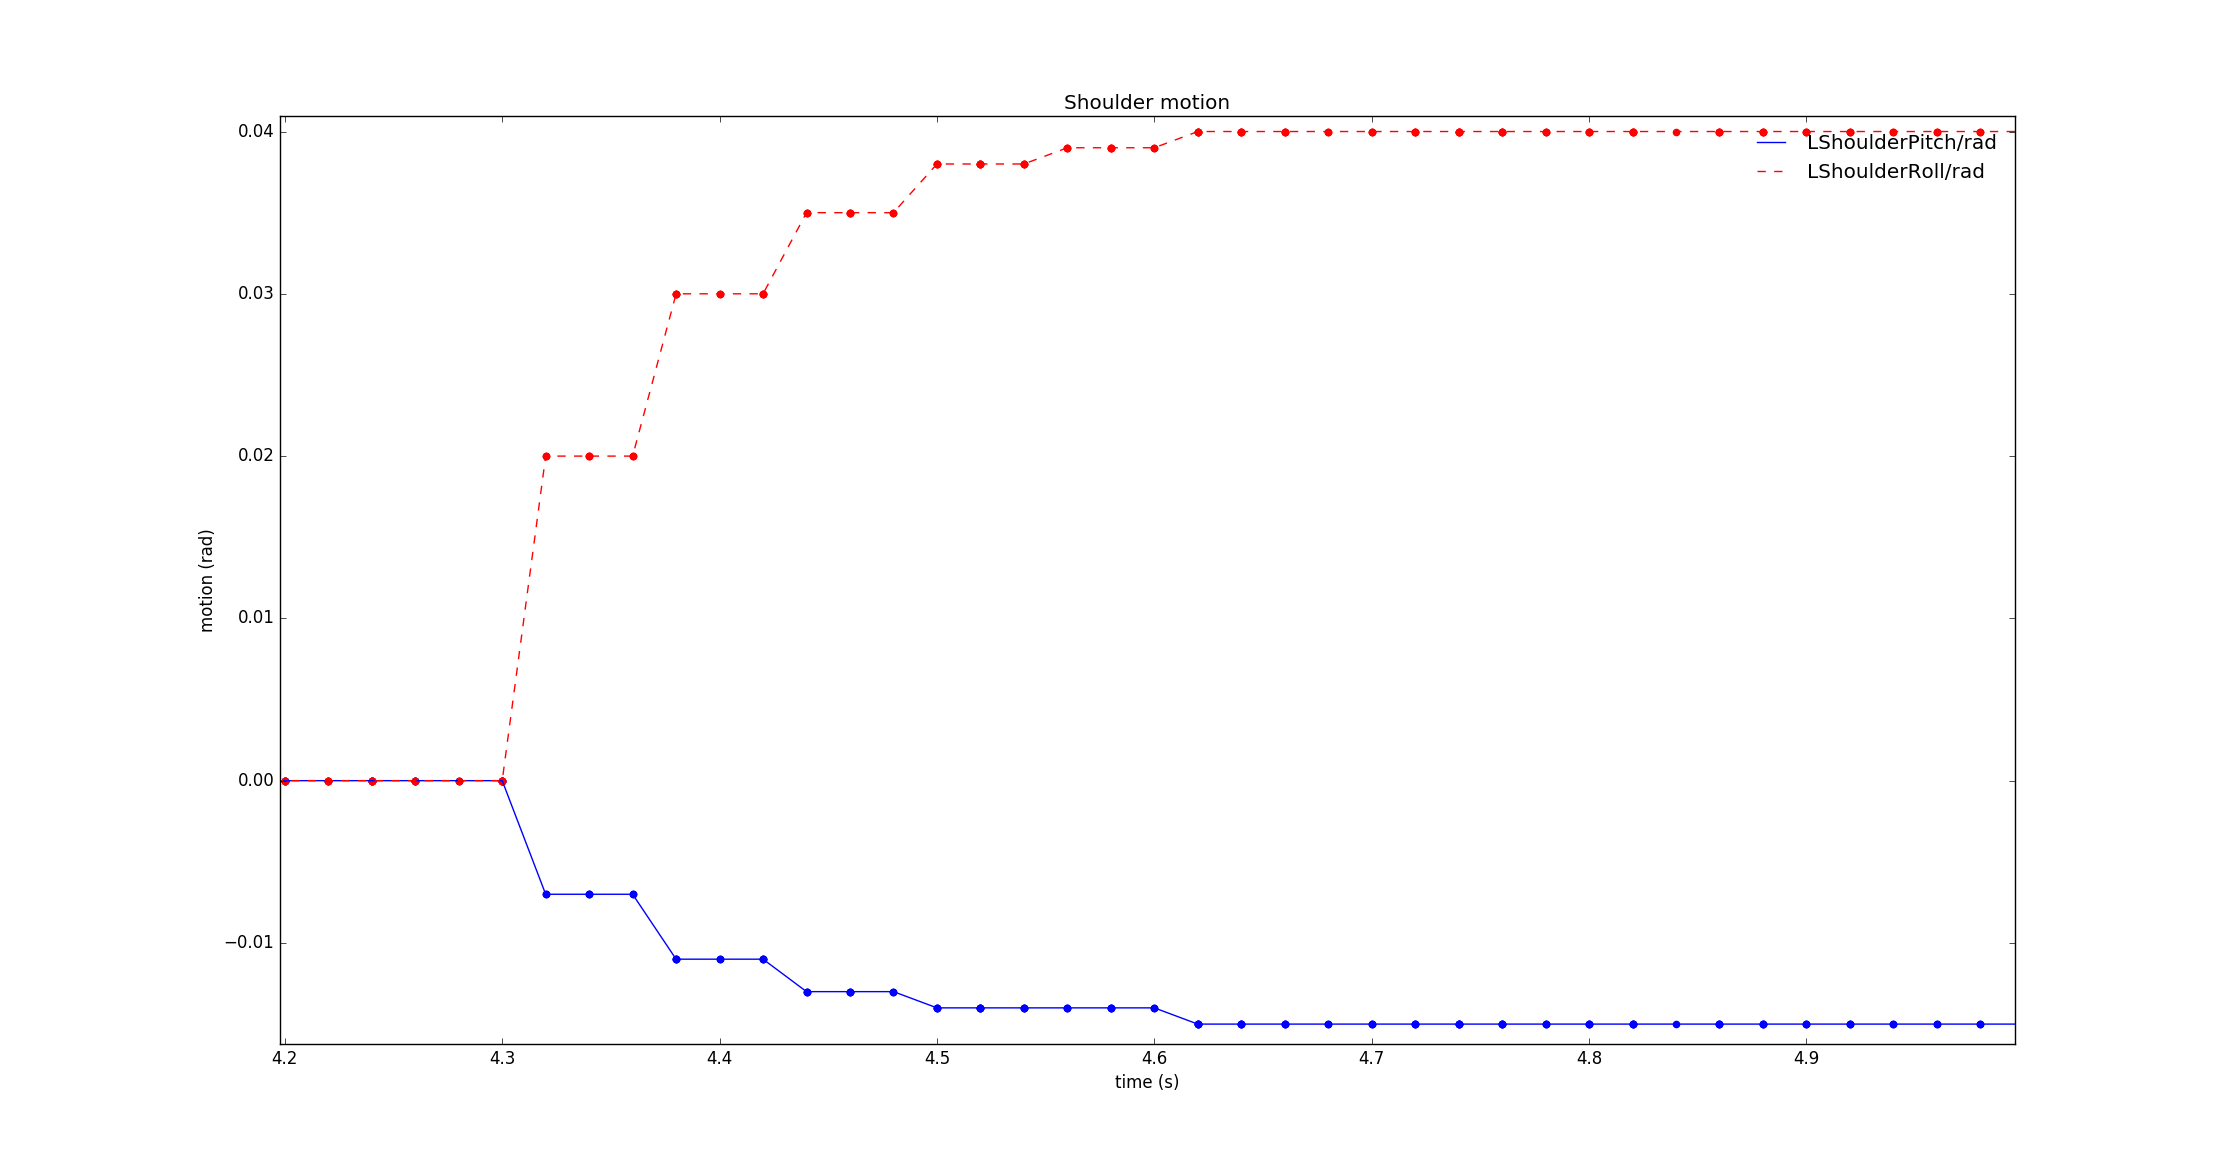 Shoulder motion
0.04
0.03
0.02
0.01
0.00
−0.01
motion (rad)
LShoulderPitch/rad
LShoulderRoll/rad
4.2 4.3 4.4 4.5 4.6 4.7 4.8 4.9
time (s)